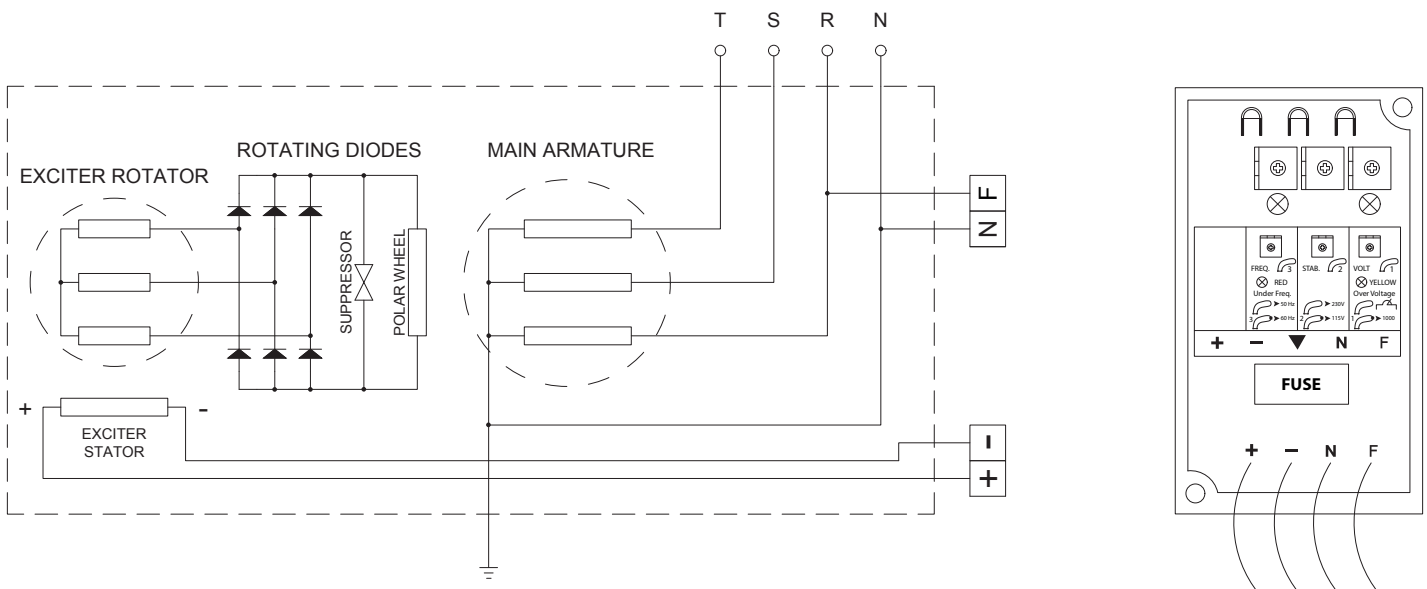 T S R N
ROTATING DIODES
MAIN ARMATURE
EXCITER ROTATOR
SUPPRESSOR
POLAR WHEEL
F
N
+ -
EXCITER
STATOR
-
+
FREQ. 3 STAB. 2 VOLT 1
RED YELLOW
Under Freq. Over Voltage
50 Hz 230V
3 60 Hz 2 115V 1 1000
+ - ▼ N F
FUSE
+ - N F